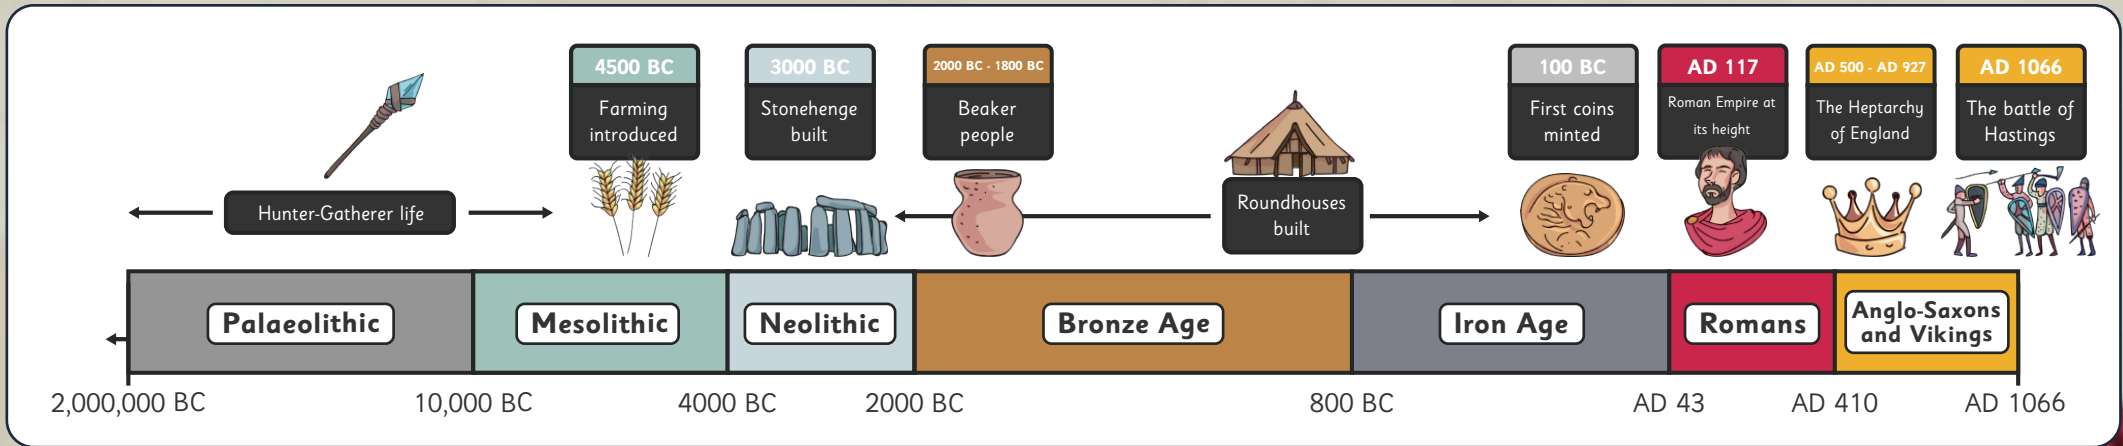 4500 BC
Farming
introduced
3000 BC
Stonehenge
built
2000 BC - 1800 BC
Beaker
people
100 BC
First coins
minted
AD 117
Roman Empire at
its height
AD 500 - AD 927
The Heptarchy
of England
AD 1066
The battle of
Hastings
Hunter-Gatherer life
Roundhouses
built
Palaeolithic
Mesolithic
Neolithic
Bronze Age
Iron Age
Romans
Anglo-Saxons
and Vikings
2,000,000 BC
10,000 BC
4000 BC
2000 BC
800 BC
AD 43
AD 410
AD 1066